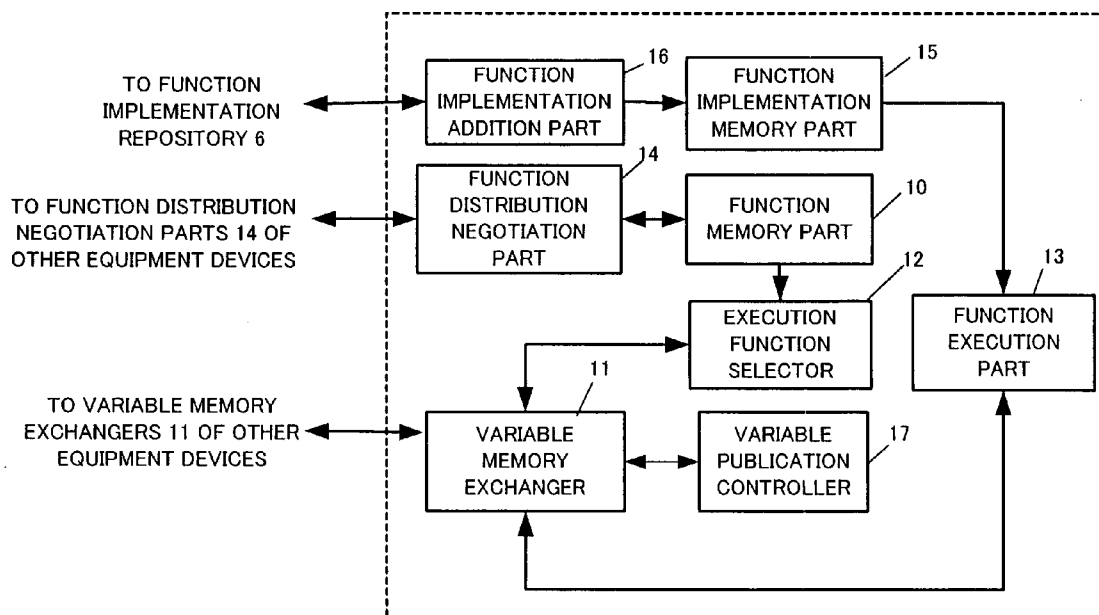 TO FUNCTION
IMPLEMENTATION
REPOSITORY 6
16
FUNCTION
IMPLEMENTATION
ADDITION PART
15
FUNCTION
IMPLEMENTATION
MEMORY PART
TO FUNCTION DISTRIBUTION
NEGOTIATION PARTS 14 OF
OTHER EQUIPMENT DEVICES
14
FUNCTION
DISTRIBUTION
NEGOTIATION
PART
10
FUNCTION
MEMORY PART
12
EXECUTION
FUNCTION
SELECTOR
13
FUNCTION
EXECUTION
PART
TO VARIABLE MEMORY
EXCHANGERS 11 OF OTHER
EQUIPMENT DEVICES
11
VARIABLE
MEMORY
EXCHANGER
VARIABLE
PUBLICATION
CONTROLLER
17